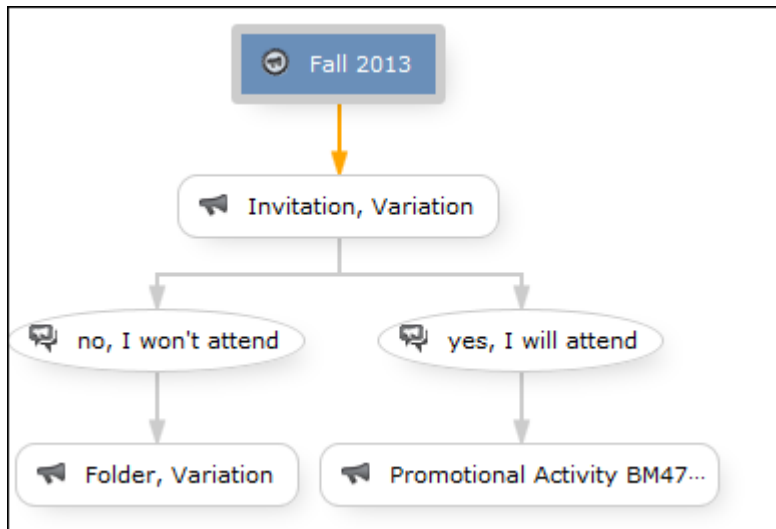 Fall 2013
Invitation, Variation
no, I won't attend
yes, I will attend
Folder, Variation
Promotional Activity BM47...